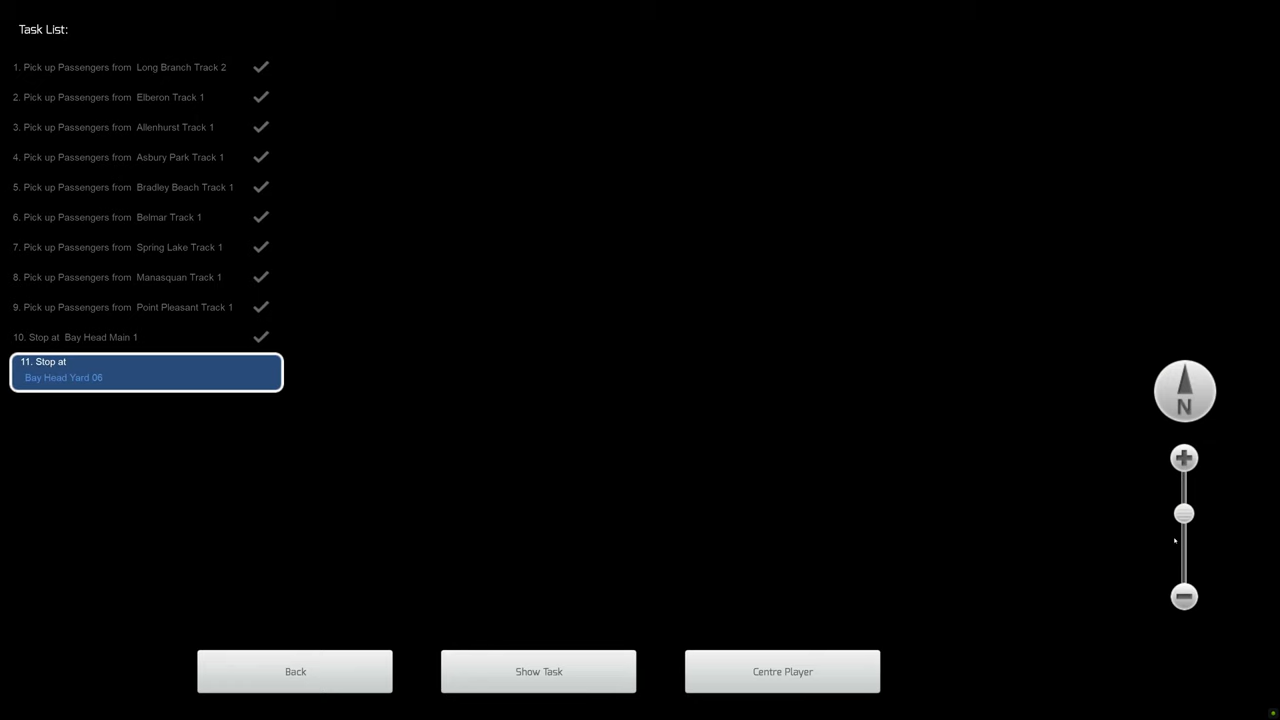 Task List:
1. Pick up Passengers from Long Branch Track 2
2. Pick up Passengers from Elberon Track 1
3. Pick up Passengers from Allenhurst Track 1
4. Pick up Passengers from Asbury Park Track 1
5. Pick up Passengers from Bradley Beach Track 1
6. Pick up Passengers from Belmar Track 1
7. Pick up Passengers from Spring Lake Track 1
8. Pick up Passengers from Manasquan Track 1
9. Pick up Passengers from Point Pleasant Track 1
10. Stop at Bay Head Main 1
11. Stop at
Bay Head Yard 06
N
Back
Show Task
Centre Player